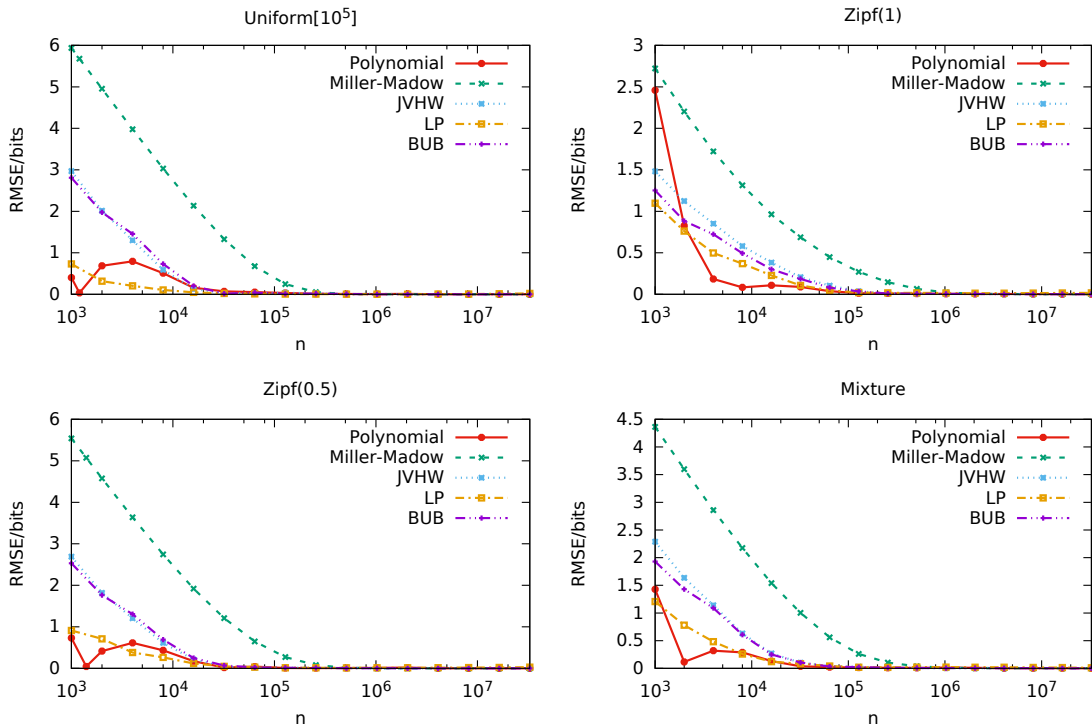 Uniform[10⁵]
RMSE/bits
6
5
4
3
2
1
0
Polynomial
Miller-Madow
JVHW
LP
BUB
10³ 10⁴ 10⁵ 10⁶ 10⁷
n
Zipf(1)
RMSE/bits
3
2.5
2
1.5
1
0.5
0
Polynomial
Miller-Madow
JVHW
LP
BUB
10³ 10⁴ 10⁵ 10⁶ 10⁷
n
Zipf(0.5)
RMSE/bits
6
5
4
3
2
1
0
Polynomial
Miller-Madow
JVHW
LP
BUB
10³ 10⁴ 10⁵ 10⁶ 10⁷
n
Mixture
RMSE/bits
4.5
4
3.5
3
2.5
2
1.5
1
0.5
0
Polynomial
Miller-Madow
JVHW
LP
BUB
10³ 10⁴ 10⁵ 10⁶ 10⁷
n